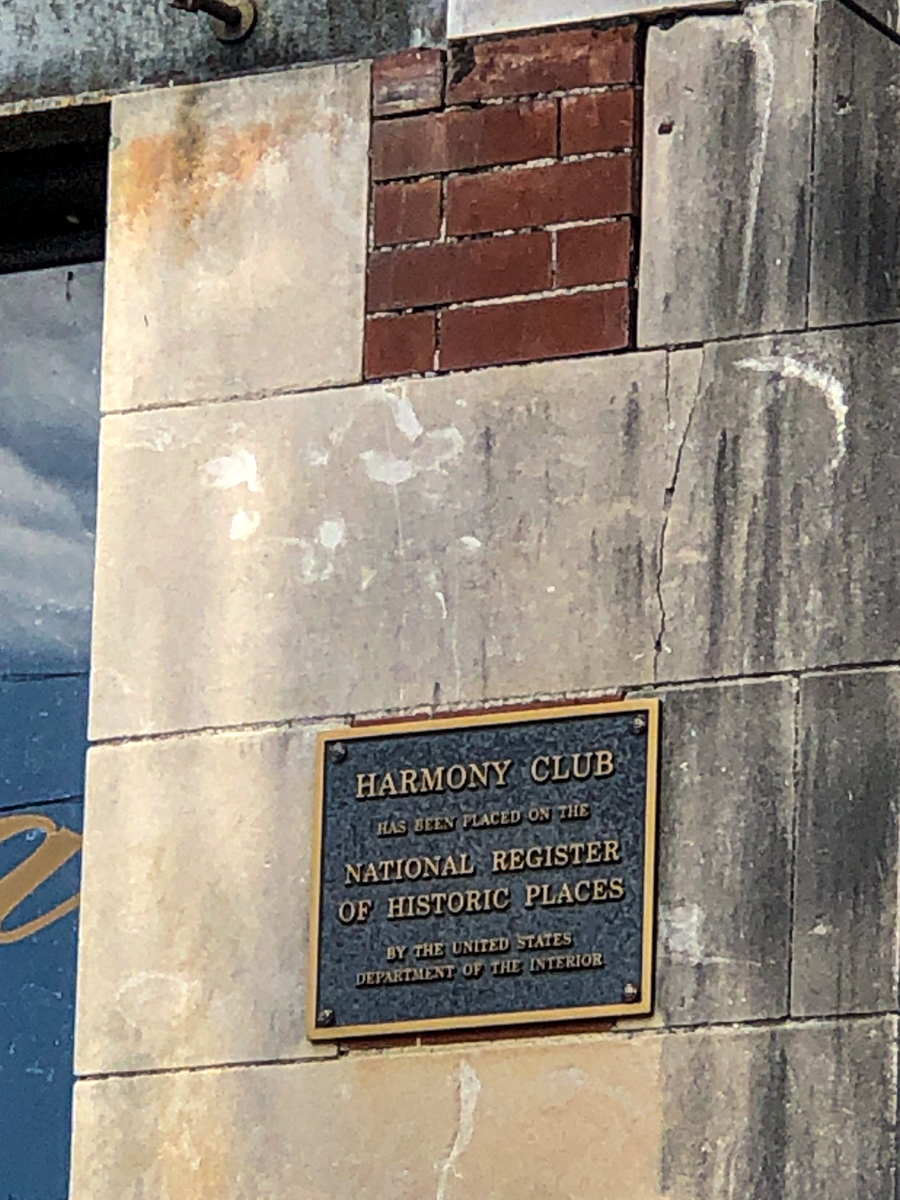 HARMONY CLUB
HAS BEEN PLACED ON THE
NATIONAL REGISTER
OF HISTORIC PLACES
BY THE UNITED STATES
DEPARTMENT OF THE INTERIOR